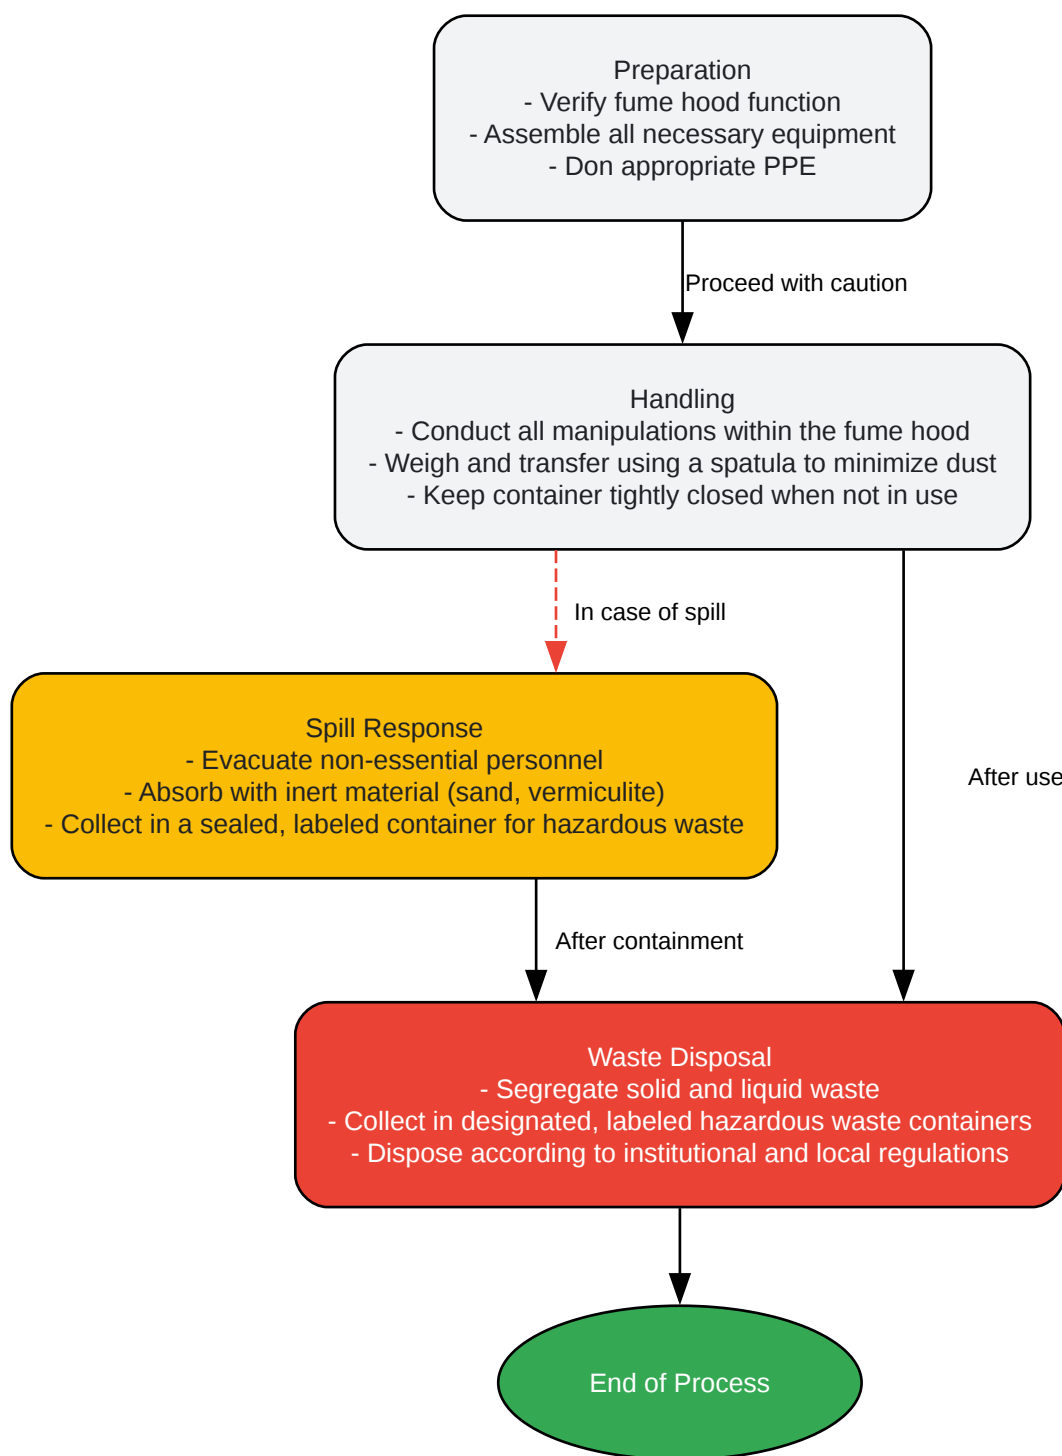 Preparation
- Verify fume hood function
- Assemble all necessary equipment
- Don appropriate PPE
Proceed with caution
Handling
- Conduct all manipulations within the fume hood
- Weigh and transfer using a spatula to minimize dust
- Keep container tightly closed when not in use
In case of spill
Spill Response
- Evacuate non-essential personnel
- Absorb with inert material (sand, vermiculite)
- Collect in a sealed, labeled container for hazardous waste
After use
After containment
Waste Disposal
- Segregate solid and liquid waste
- Collect in designated, labeled hazardous waste containers
- Dispose according to institutional and local regulations
End of Process